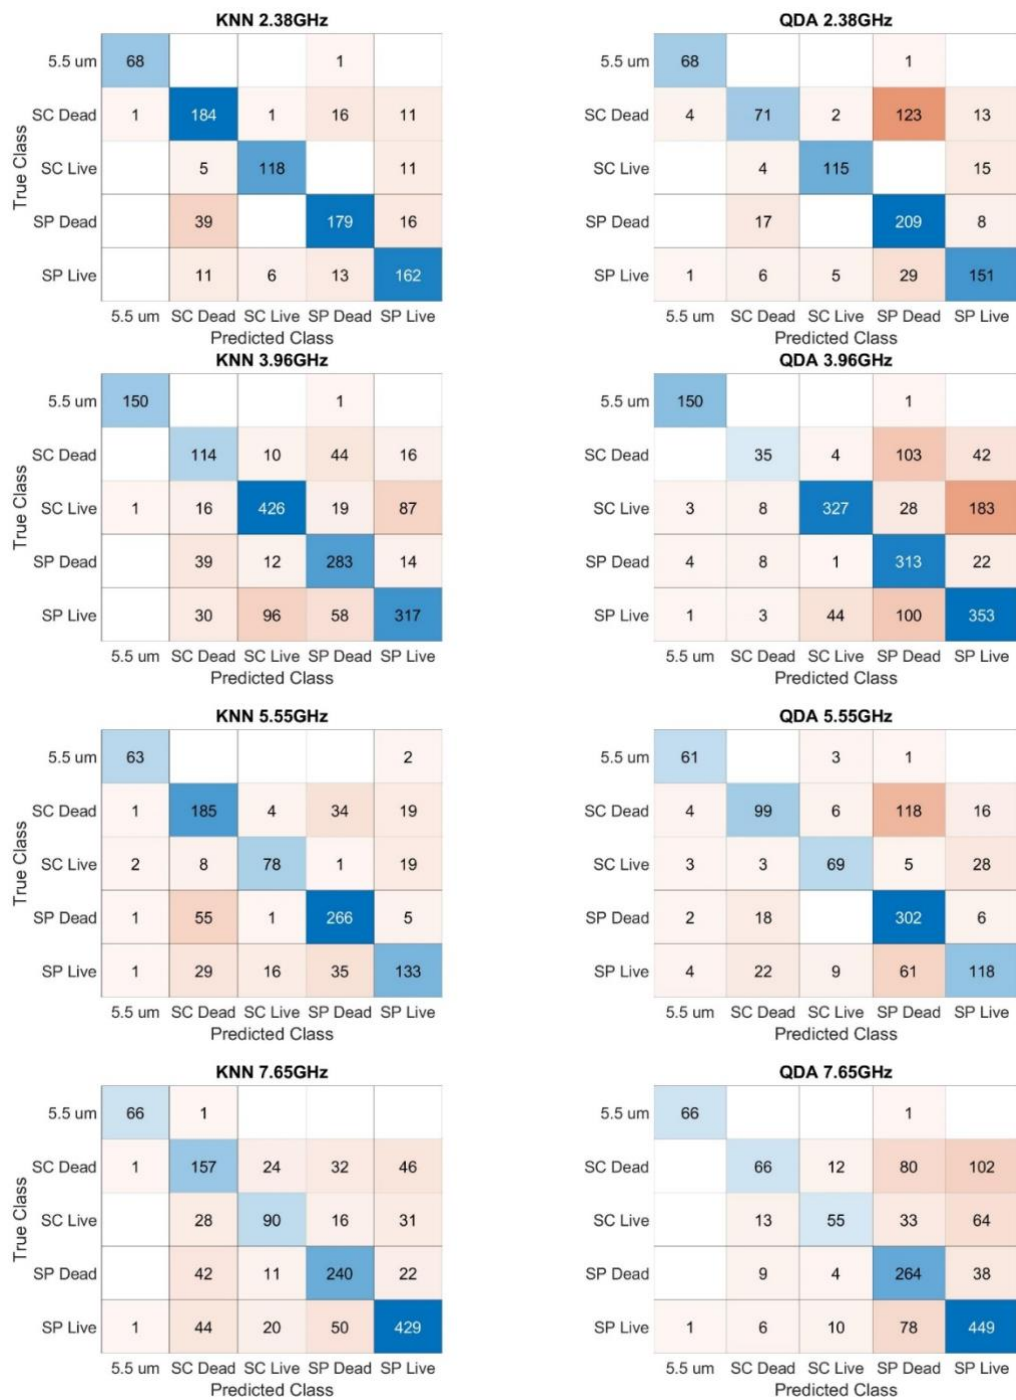 KNN 2.38GHz
5.5 um 68 1
SC Dead 1 184 1 16 11
SC Live 5 118 11
SP Dead 39 179 16
SP Live 11 6 13 162
True Class
5.5 um SC Dead SC Live SP Dead SP Live
Predicted Class
QDA 2.38GHz
5.5 um 68 1
SC Dead 4 71 2 123 13
SC Live 4 115 15
SP Dead 17 209 8
SP Live 1 6 5 29 151
5.5 um SC Dead SC Live SP Dead SP Live
Predicted Class
KNN 3.96GHz
5.5 um 150 1
SC Dead 114 10 44 16
SC Live 1 16 426 19 87
SP Dead 39 12 283 14
SP Live 30 96 58 317
True Class
5.5 um SC Dead SC Live SP Dead SP Live
Predicted Class
QDA 3.96GHz
5.5 um 150 1
SC Dead 35 4 103 42
SC Live 3 8 327 28 183
SP Dead 4 8 1 313 22
SP Live 1 3 44 100 353
5.5 um SC Dead SC Live SP Dead SP Live
Predicted Class
KNN 5.55GHz
5.5 um 63 2
SC Dead 1 185 4 34 19
SC Live 2 8 78 1 19
SP Dead 1 55 1 266 5
SP Live 1 29 16 35 133
True Class
5.5 um SC Dead SC Live SP Dead SP Live
Predicted Class
QDA 5.55GHz
5.5 um 61 3 1
SC Dead 4 99 6 118 16
SC Live 3 3 69 5 28
SP Dead 2 18 302 6
SP Live 4 22 9 61 118
5.5 um SC Dead SC Live SP Dead SP Live
Predicted Class
KNN 7.65GHz
5.5 um 66 1
SC Dead 1 157 24 32 46
SC Live 28 90 16 31
SP Dead 42 11 240 22
SP Live 1 44 20 50 429
True Class
5.5 um SC Dead SC Live SP Dead SP Live
Predicted Class
QDA 7.65GHz
5.5 um 66 1
SC Dead 66 12 80 102
SC Live 13 55 33 64
SP Dead 9 4 264 38
SP Live 1 6 10 78 449
5.5 um SC Dead SC Live SP Dead SP Live
Predicted Class